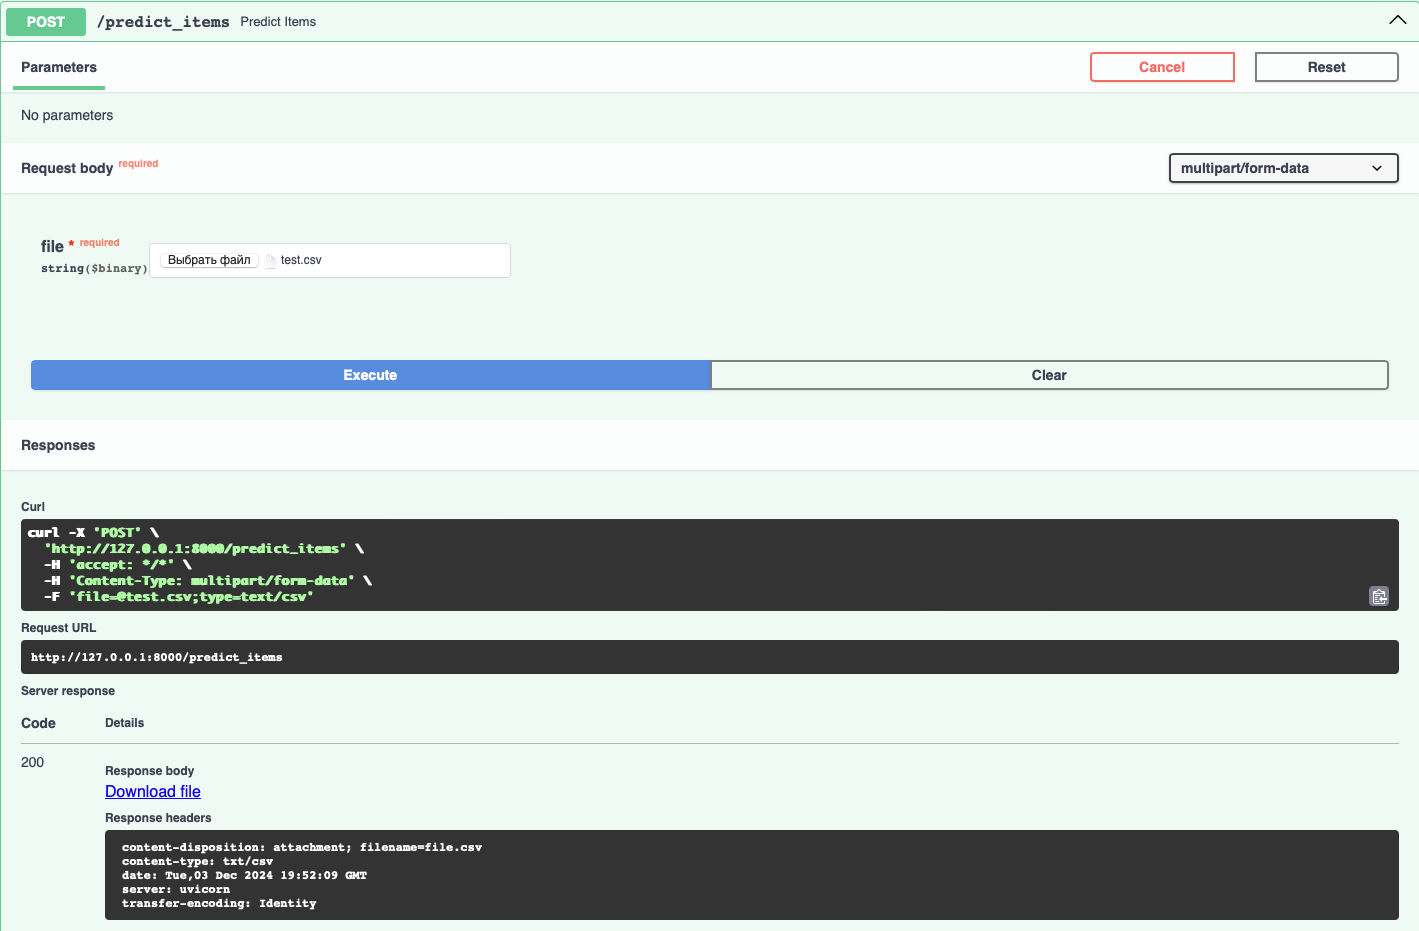 POST /predict_items Predict Items
Parameters
Cancel
Reset
No parameters
Request body required
multipart/form-data
file * required
string($binary)
Выбрать файл test.csv
Execute
Clear
Responses
Curl
curl -X 'POST' \
'http://127.0.0.1:8000/predict_items' \
-H 'accept: */*' \
-H 'Content-Type: multipart/form-data' \
-F 'file=@test.csv;type=text/csv'
Request URL
http://127.0.0.1:8000/predict_items
Server response
Code Details
200
Response body
Download file
Response headers
content-disposition: attachment; filename=file.csv
content-type: txt/csv
date: Tue,03 Dec 2024 19:52:09 GMT
server: uvicorn
transfer-encoding: Identity